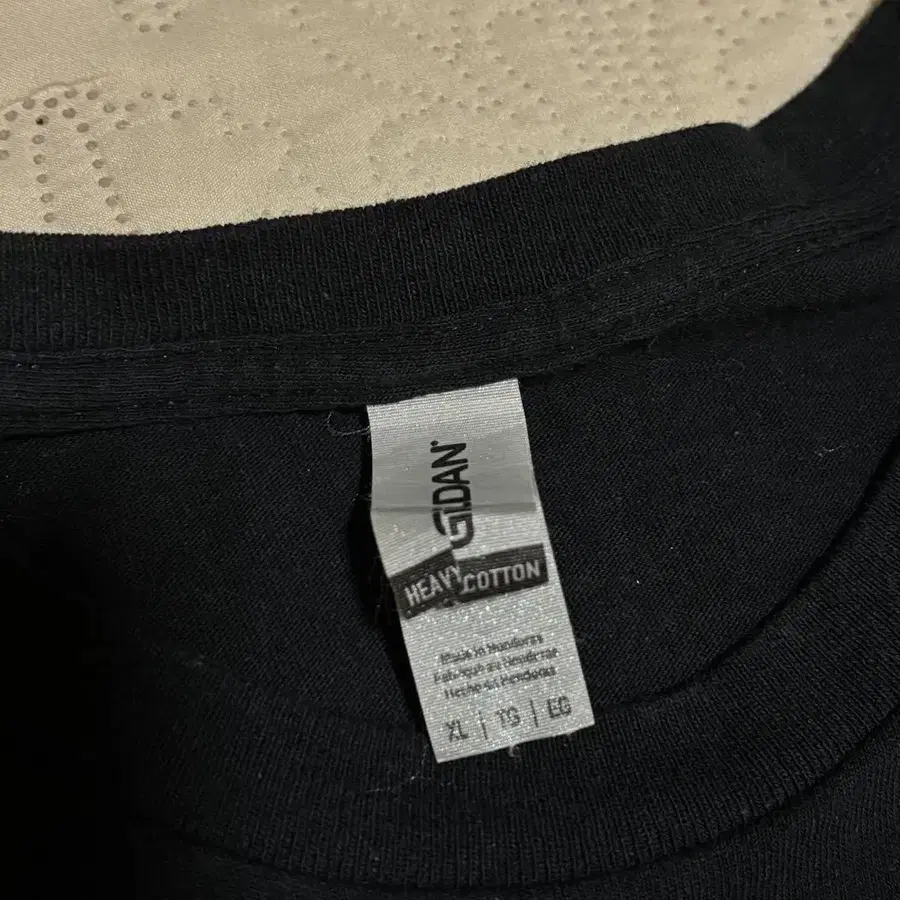 GILDAN®
HEAVY COTTON
Made in Honduras
Fabriqué au Honduras
Hecho en Honduras
XL | TG | EG